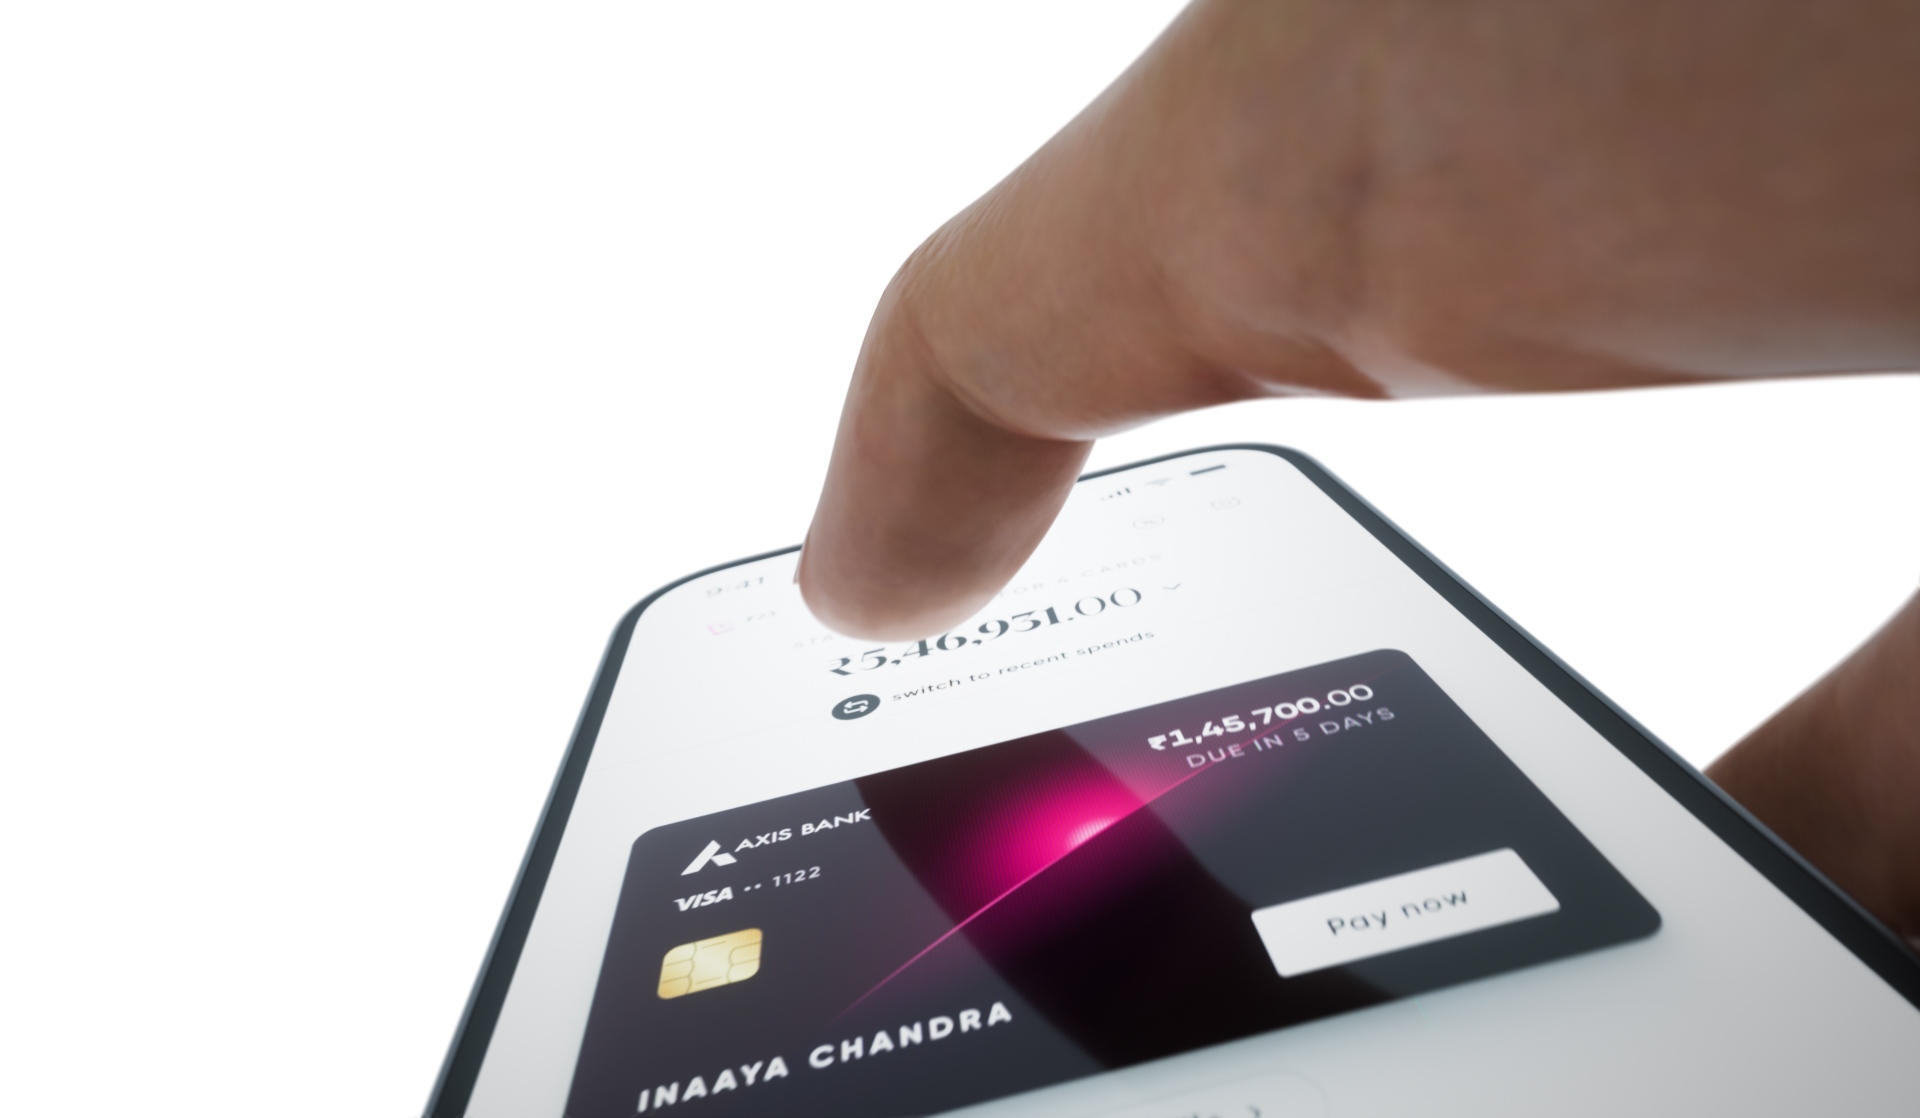 9:41
₹5,46,931.00
switch to recent spends
₹1,45,700.00
DUE IN 5 DAYS
AXIS BANK
VISA •• 1122
Pay now
INAAYA CHANDRA